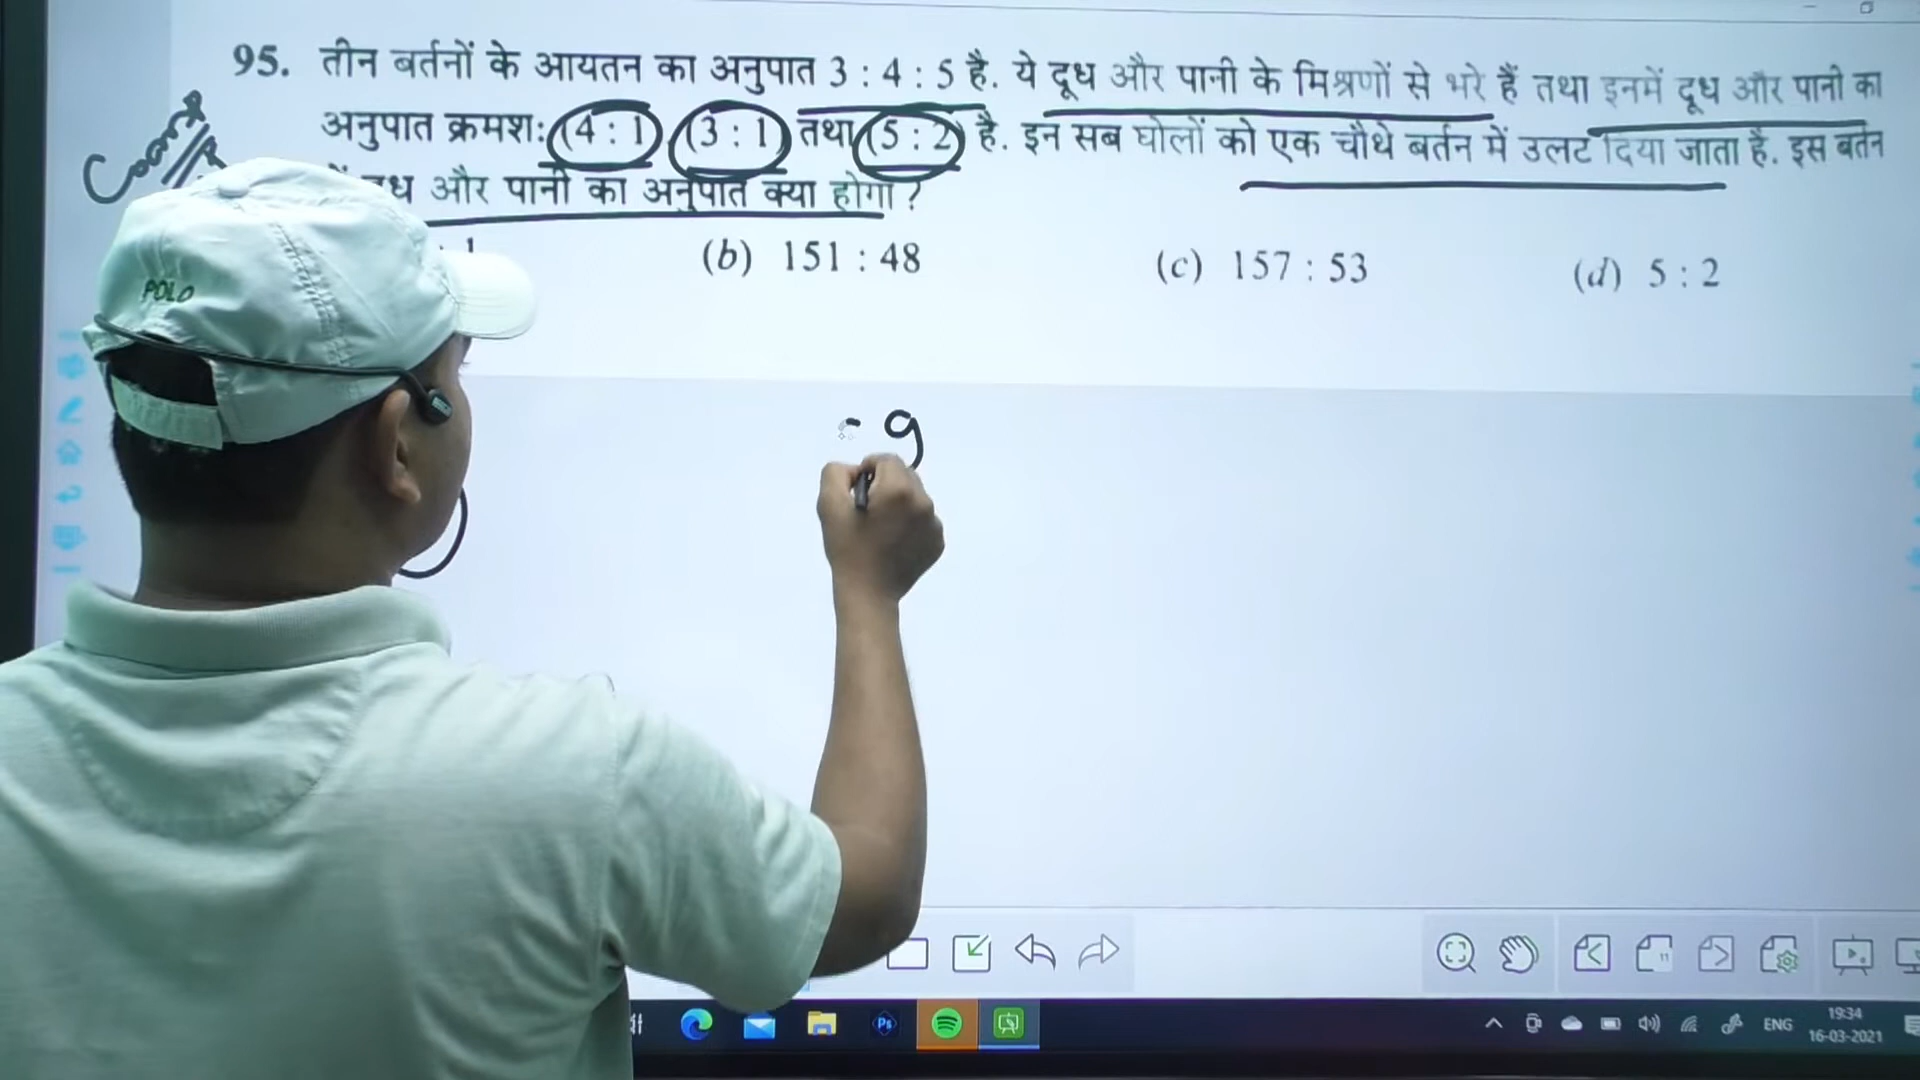 95. तीन बर्तनों के आयतन का अनुपात 3 : 4 : 5 है. ये दूध और पानी के मिश्रणों से भरे हैं तथा इनमें दूध और पानी का
अनुपात क्रमश: (4 : 1), (3 : 1) तथा (5 : 2) है. इन सब घोलों को एक चौथे बर्तन में उलट दिया जाता है. इस बर्तन
और पानी का अनुपात क्या होगा ?
(b) 151 : 48 (c) 157 : 53 (d) 5 : 2
9
POLO
Ps
ENG
19:34
16-03-2021